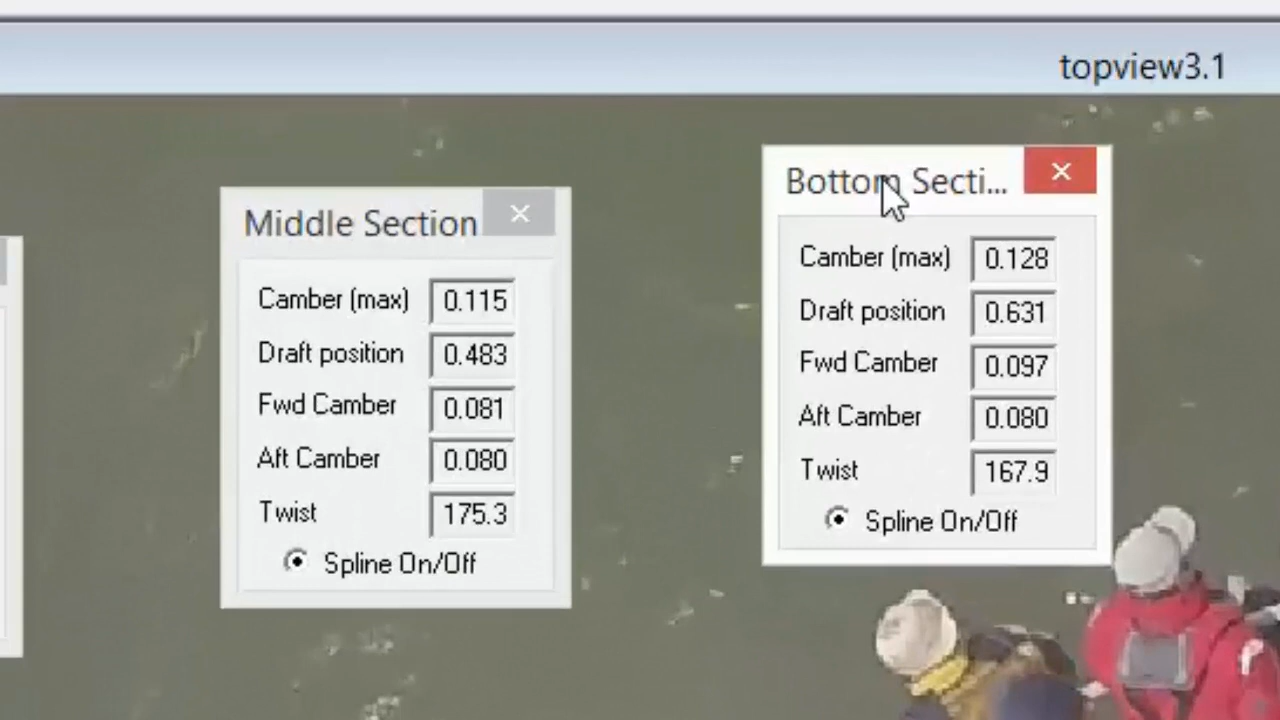 topview3.1
Middle Section
Camber (max) 0.115
Draft position 0.483
Fwd Camber 0.081
Aft Camber 0.080
Twist 175.3
Spline On/Off
Bottom Secti...
Camber (max) 0.128
Draft position 0.631
Fwd Camber 0.097
Aft Camber 0.080
Twist 167.9
Spline On/Off